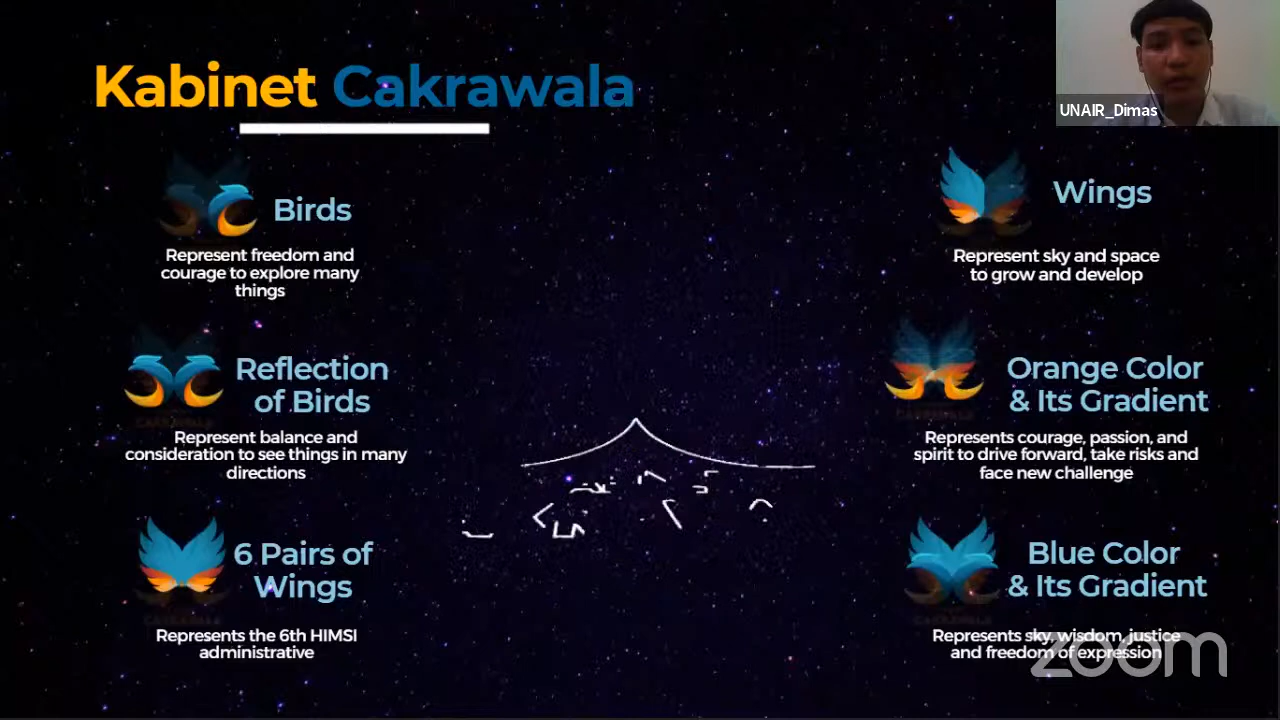 Kabinet Cakrawala
UNAIR_Dimas
Birds
Represent freedom and
courage to explore many
things
Reflection
of Birds
Represent balance and
consideration to see things in many
directions
6 Pairs of
Wings
Represents the 6th HIMSI
administrative
Wings
Represent sky and space
to grow and develop
Orange Color
& Its Gradient
Represents courage, passion, and
spirit to drive forward, take risks and
face new challenge
Blue Color
& Its Gradient
Represents sky, wisdom, justice
and freedom of expression
zoom